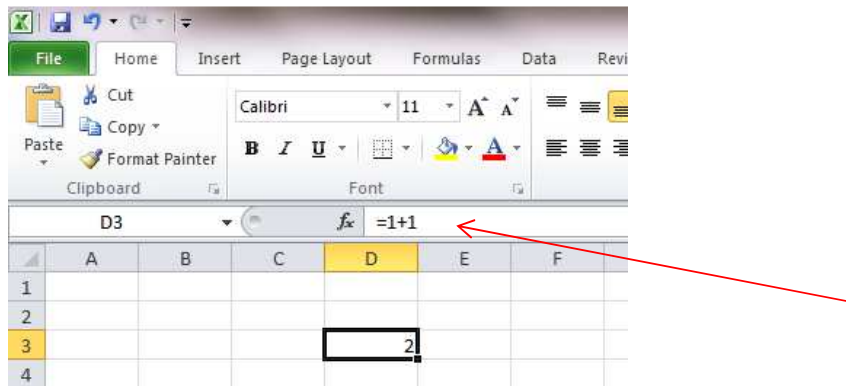 File Home Insert Page Layout Formulas Data Revi
Cut
Calibri 11 A A
Copy
Paste
Format Painter
B I U A
Clipboard Font
D3 fx =1+1
A B C D E F
1
2
3 2
4